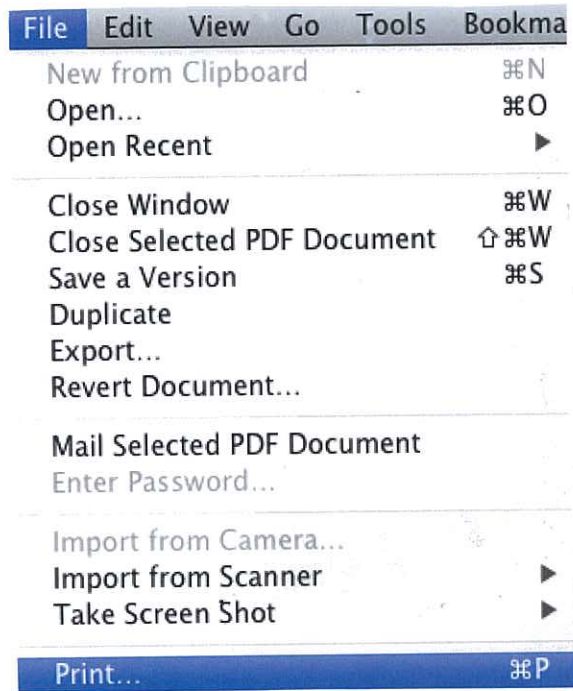 File Edit View Go Tools Bookma
New from Clipboard ⌘N
Open... ⌘O
Open Recent ▶
Close Window ⌘W
Close Selected PDF Document ⇧⌘W
Save a Version ⌘S
Duplicate
Export...
Revert Document...
Mail Selected PDF Document
Enter Password...
Import from Camera...
Import from Scanner ▶
Take Screen Shot ▶
Print... ⌘P